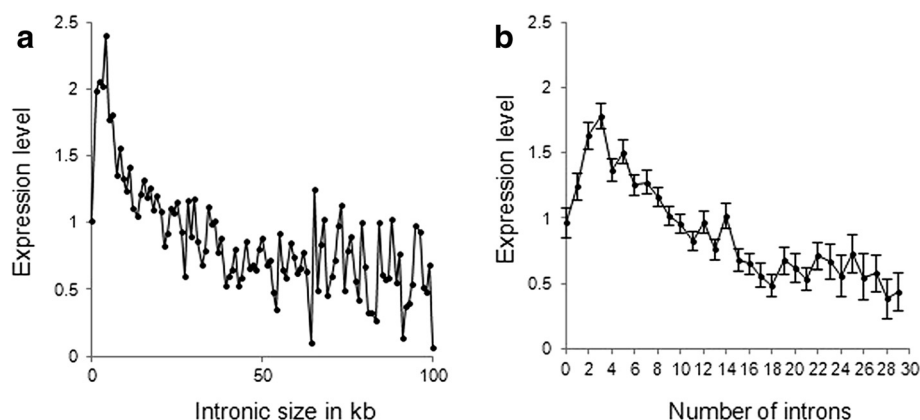 a
Expression level
2.5
2
1.5
1
0.5
0
0 50 100
Intronic size in kb
b
Expression level
2.5
2
1.5
1
0.5
0
0 2 4 6 8 10 12 14 16 18 20 22 24 26 28 30
Number of introns